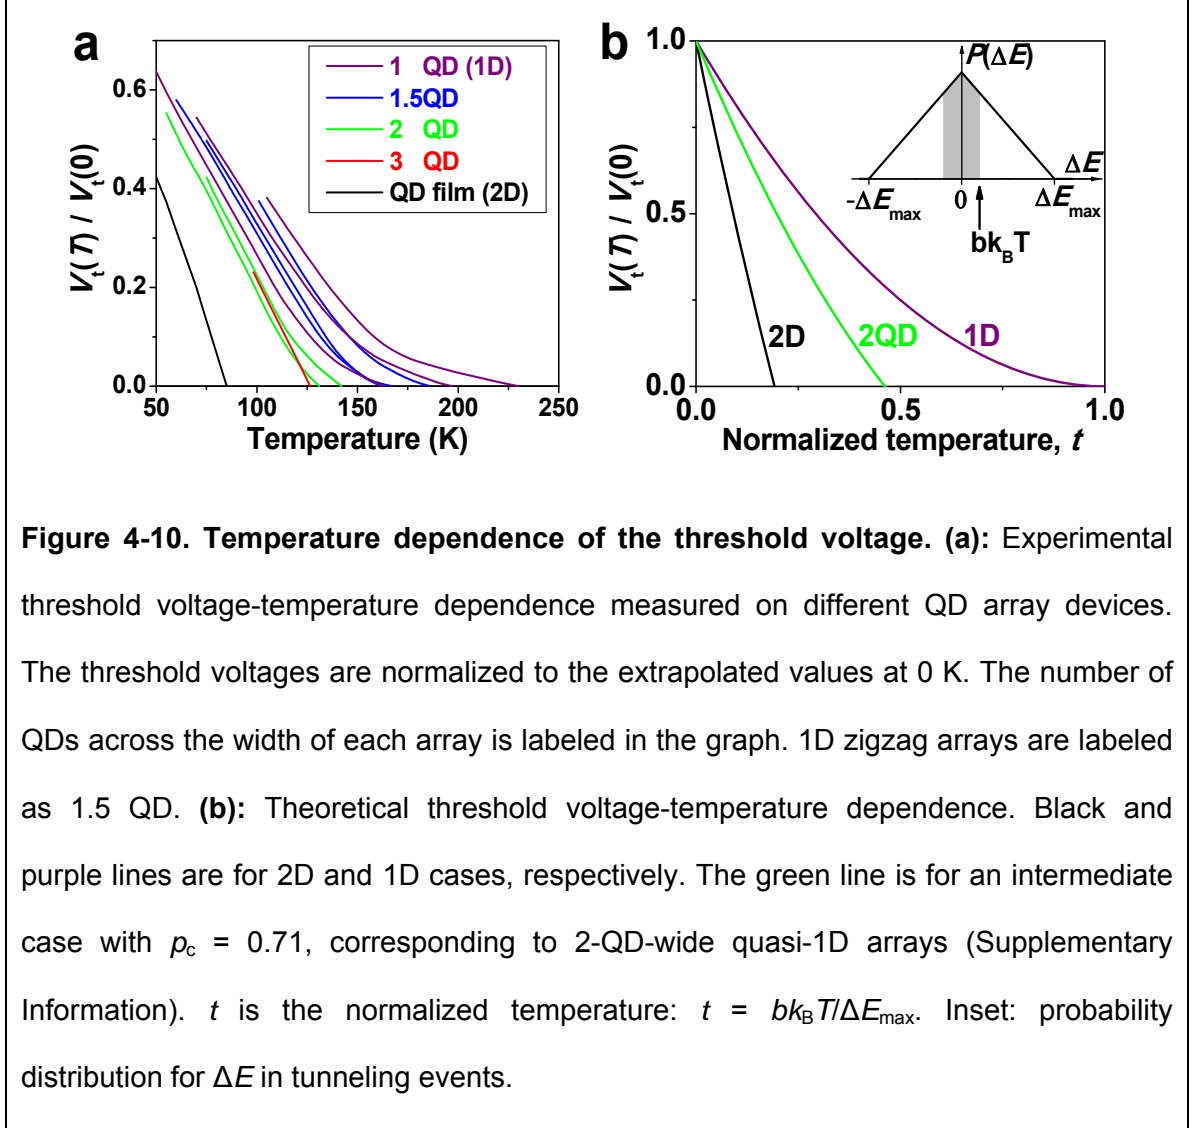 a
V_t(T) / V_t(0)
0.6
0.4
0.2
0.0
50
100
150
200
250
Temperature (K)
1 QD (1D)
1.5QD
2 QD
3 QD
QD film (2D)
b
V_t(T) / V_t(0)
1.0
0.5
0.0
0.0
0.5
1.0
Normalized temperature, t
2D
2QD
1D
P(ΔE)
ΔE
-ΔE_max
0
ΔE_max
bk_BT
Figure 4-10. Temperature dependence of the threshold voltage. (a): Experimental
threshold voltage-temperature dependence measured on different QD array devices.
The threshold voltages are normalized to the extrapolated values at 0 K. The number of
QDs across the width of each array is labeled in the graph. 1D zigzag arrays are labeled
as 1.5 QD. (b): Theoretical threshold voltage-temperature dependence. Black and
purple lines are for 2D and 1D cases, respectively. The green line is for an intermediate
case with p_c = 0.71, corresponding to 2-QD-wide quasi-1D arrays (Supplementary
Information). t is the normalized temperature: t = bk_BT/ΔE_max. Inset: probability
distribution for ΔE in tunneling events.